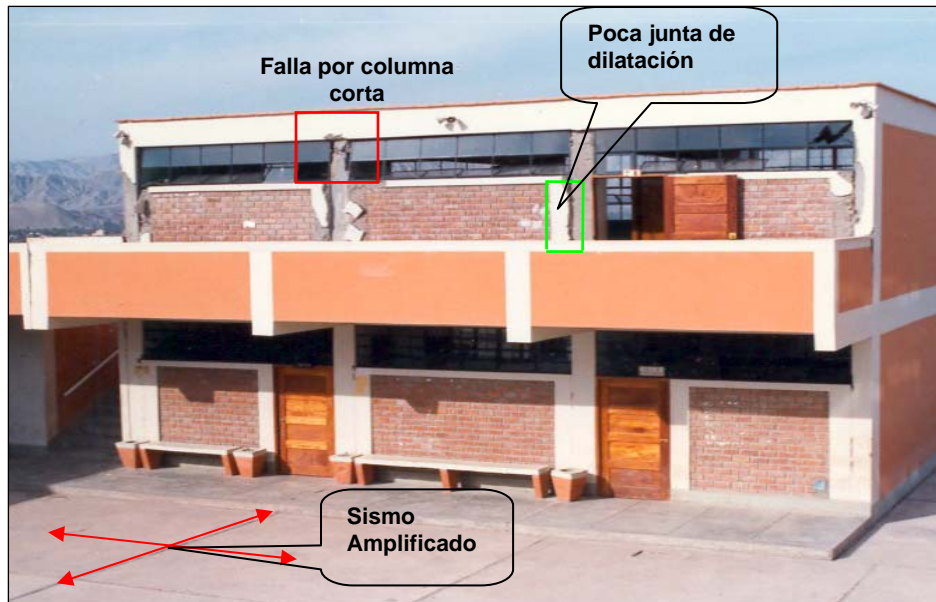 Poca junta de
dilatación
Falla por columna
corta
Sismo
Amplificado